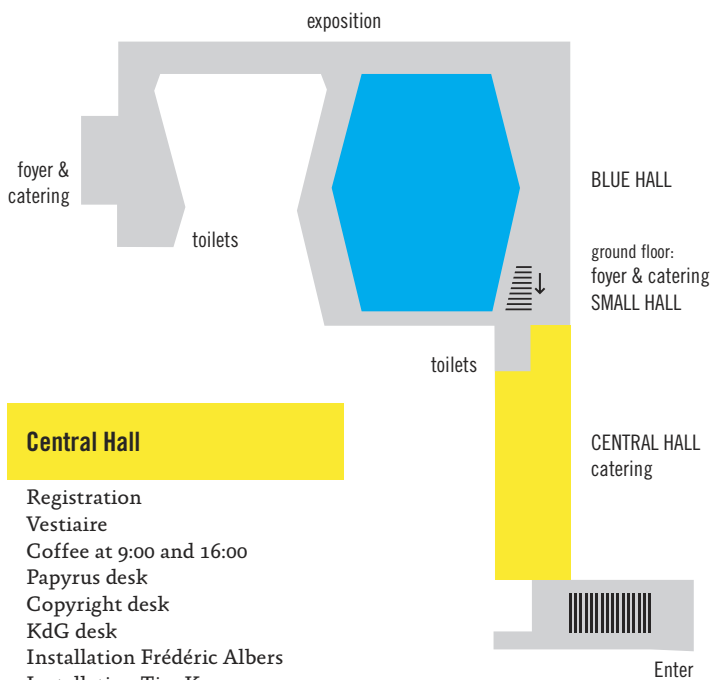 exposition
foyer &
catering
toilets
BLUE HALL
ground floor:
foyer & catering
SMALL HALL
toilets
CENTRAL HALL
catering
Central Hall
Registration
Vestiaire
Coffee at 9:00 and 16:00
Papyrus desk
Copyright desk
KdG desk
Installation Frédéric Albers
Enter